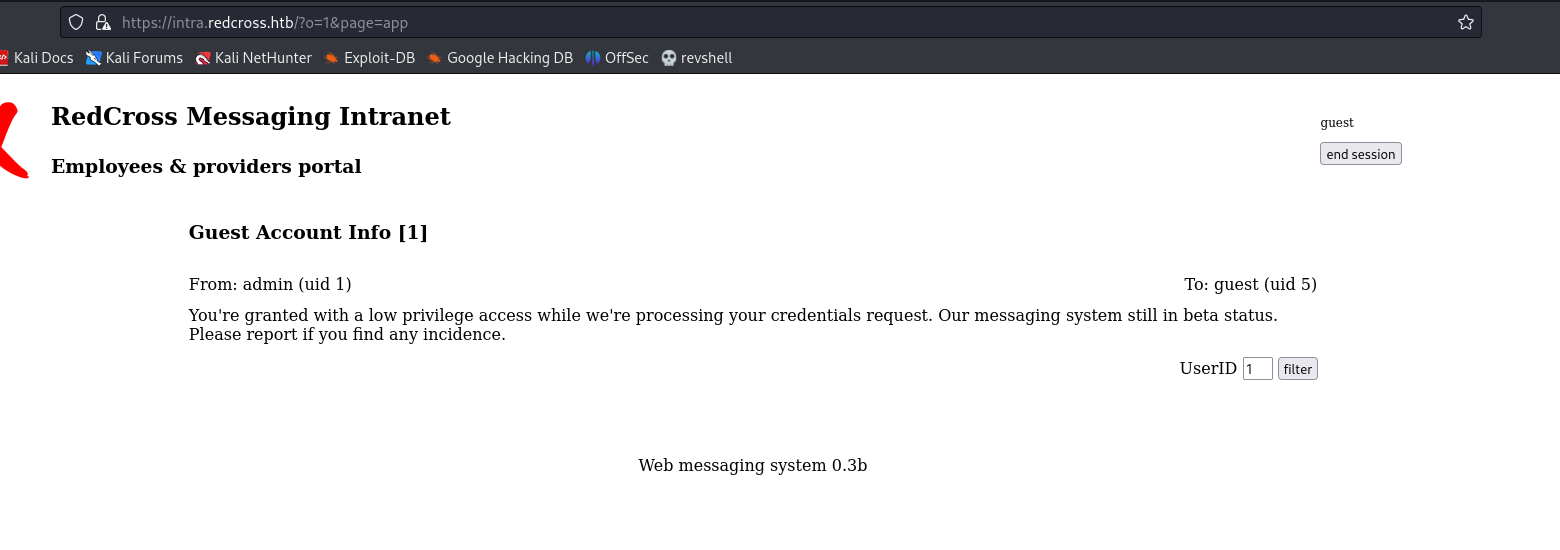 https://intra.redcross.htb/?o=1&page=app
Kali Docs Kali Forums Kali NetHunter Exploit-DB Google Hacking DB OffSec revshell
RedCross Messaging Intranet
guest
end session
Employees & providers portal
Guest Account Info [1]
From: admin (uid 1) To: guest (uid 5)
You're granted with a low privilege access while we're processing your credentials request. Our messaging system still in beta status.
Please report if you find any incidence.
UserID 1 filter
Web messaging system 0.3b